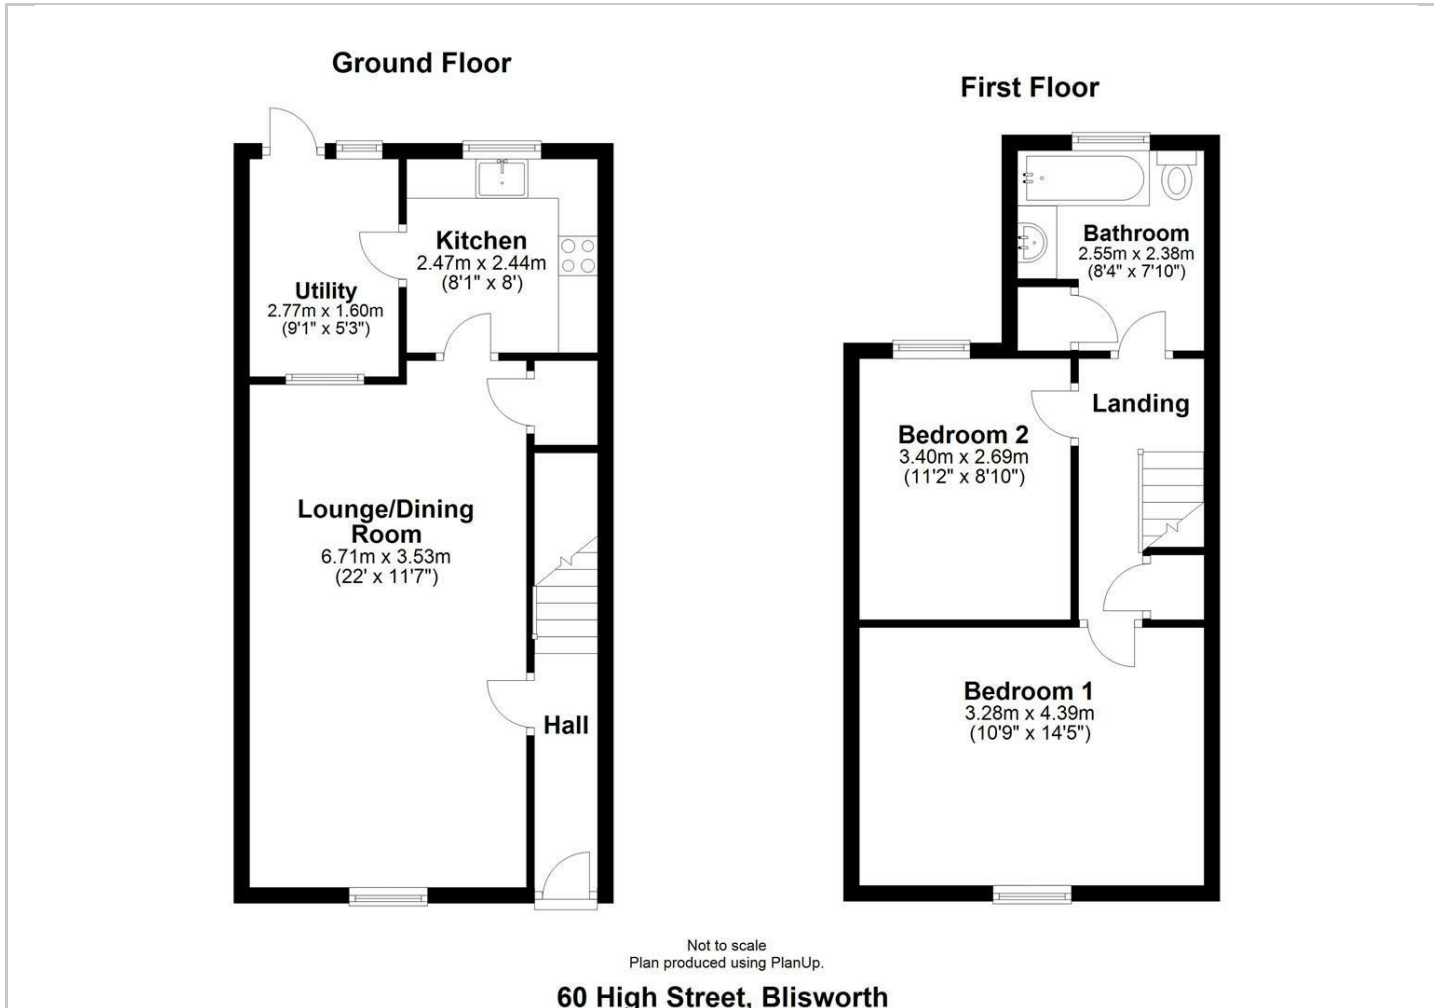 Ground Floor
First Floor
Kitchen
2.47m x 2.44m
(8'1" x 8')
Utility
2.77m x 1.60m
(9'1" x 5'3")
Lounge/Dining
Room
6.71m x 3.53m
(22' x 11'7")
Hall
Bathroom
2.55m x 2.38m
(8'4" x 7'10")
Landing
Bedroom 2
3.40m x 2.69m
(11'2" x 8'10")
Bedroom 1
3.28m x 4.39m
(10'9" x 14'5")
Not to scale
Plan produced using PlanUp.
60 High Street, Blisworth